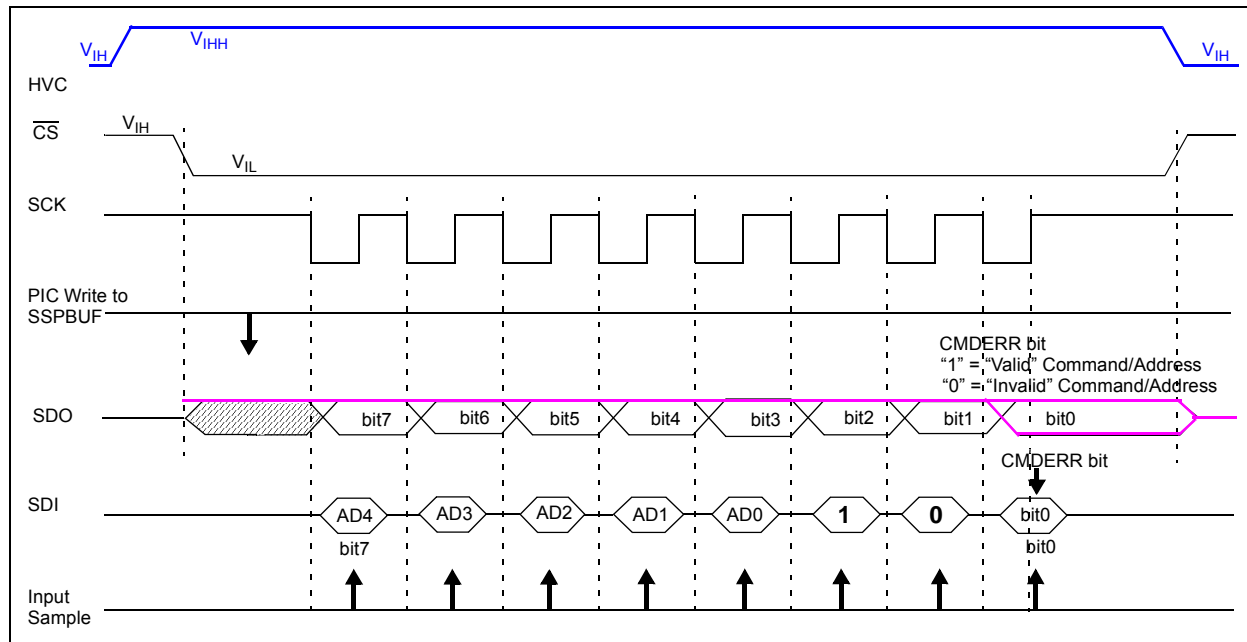 VIH VIHH VIH
HVC
CS VIH
VIL
SCK
PIC Write to
SSPBUF
CMDERR bit
“1” = “Valid” Command/Address
“0” = “Invalid” Command/Address
SDO bit7 bit6 bit5 bit4 bit3 bit2 bit1 bit0
CMDERR bit
SDI AD4 AD3 AD2 AD1 AD0 1 0 bit0
bit7 bit0
Input
Sample